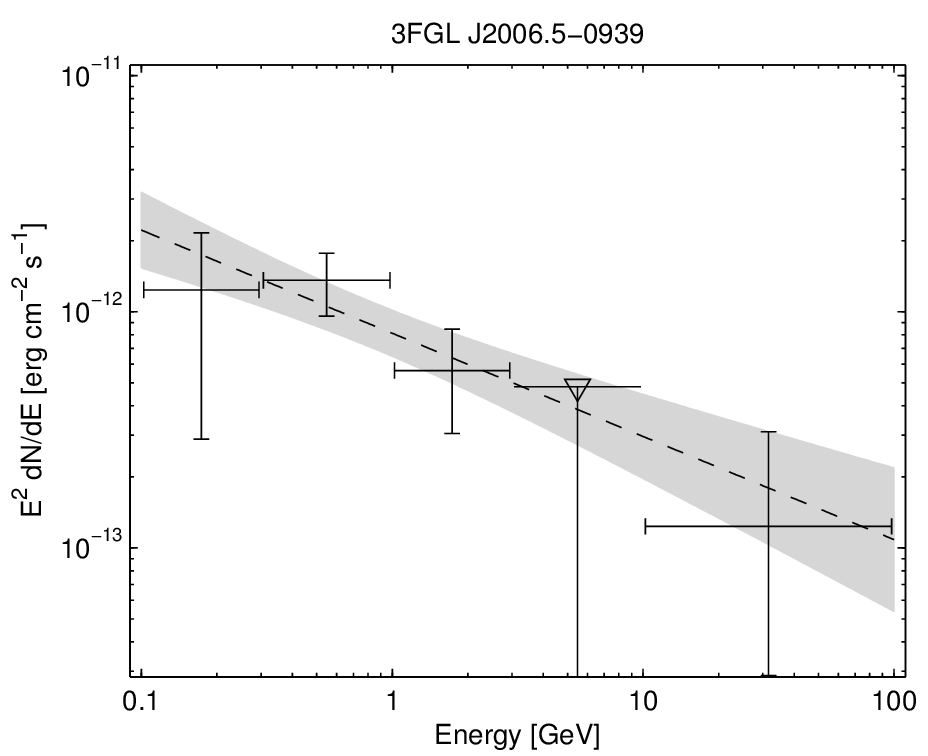 3FGL J2006.5−0939
10⁻¹¹
10⁻¹²
10⁻¹³
E² dN/dE [erg cm⁻² s⁻¹]
0.1 1 10 100
Energy [GeV]